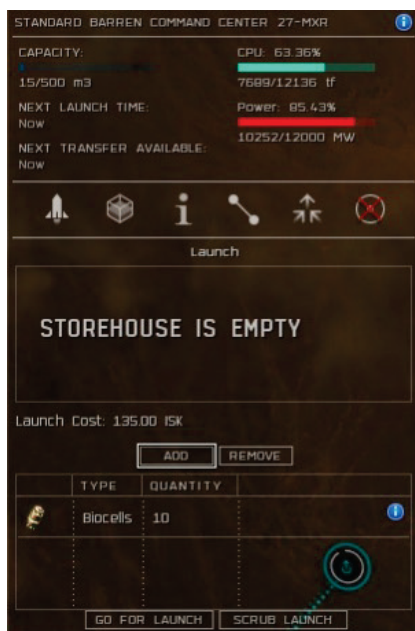 STANDARD BARREN COMMAND CENTER 27-MXR
CAPACITY:
15/500 m3
CPU: 63.36%
7689/12136 tf
NEXT LAUNCH TIME:
Now
Power: 85.43%
10252/12000 MW
NEXT TRANSFER AVAILABLE:
Now
Launch
STOREHOUSE IS EMPTY
Launch Cost: 135.00 ISK
ADD REMOVE
TYPE QUANTITY
Biocells 10
GO FOR LAUNCH SCRUB LAUNCH